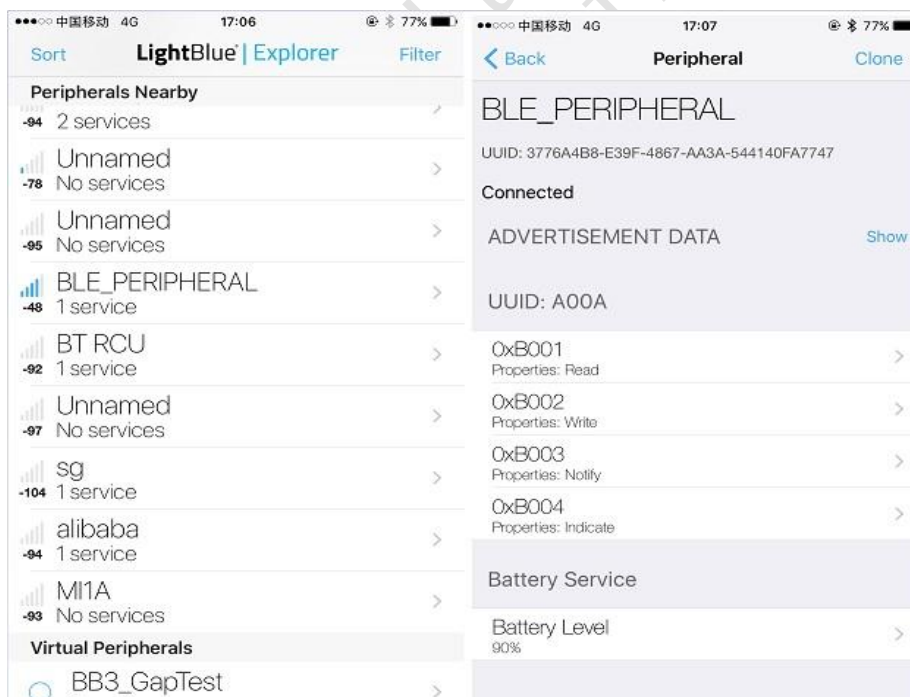 中国移动 4G 17:06 77%
Sort LightBlue | Explorer Filter
Peripherals Nearby
-94 2 services
Unnamed
-78 No services
Unnamed
-95 No services
BLE_PERIPHERAL
-48 1 service
BT RCU
-92 1 service
Unnamed
-97 No services
sg
-104 1 service
alibaba
-94 1 service
MI1A
-93 No services
Virtual Peripherals
BB3_GapTest
中国移动 4G 17:07 77%
Back Peripheral Clone
BLE_PERIPHERAL
UUID: 3776A4B8-E39F-4867-AA3A-544140FA7747
Connected
ADVERTISEMENT DATA Show
UUID: A00A
0xB001
Properties: Read
0xB002
Properties: Write
0xB003
Properties: Notify
0xB004
Properties: Indicate
Battery Service
Battery Level
90%